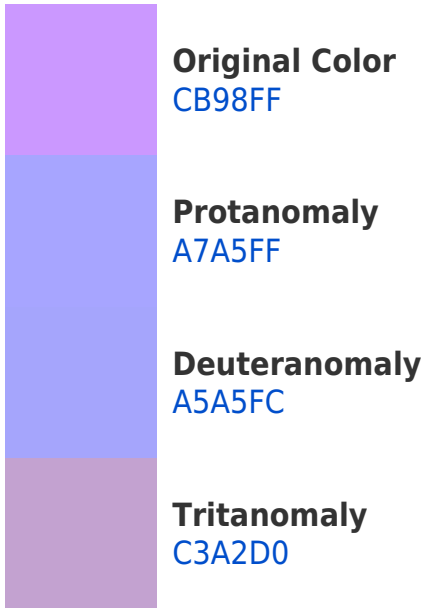 Original Color
CB98FF
Protanomaly
A7A5FF
Deuteranomaly
A5A5FC
Tritanomaly
C3A2D0